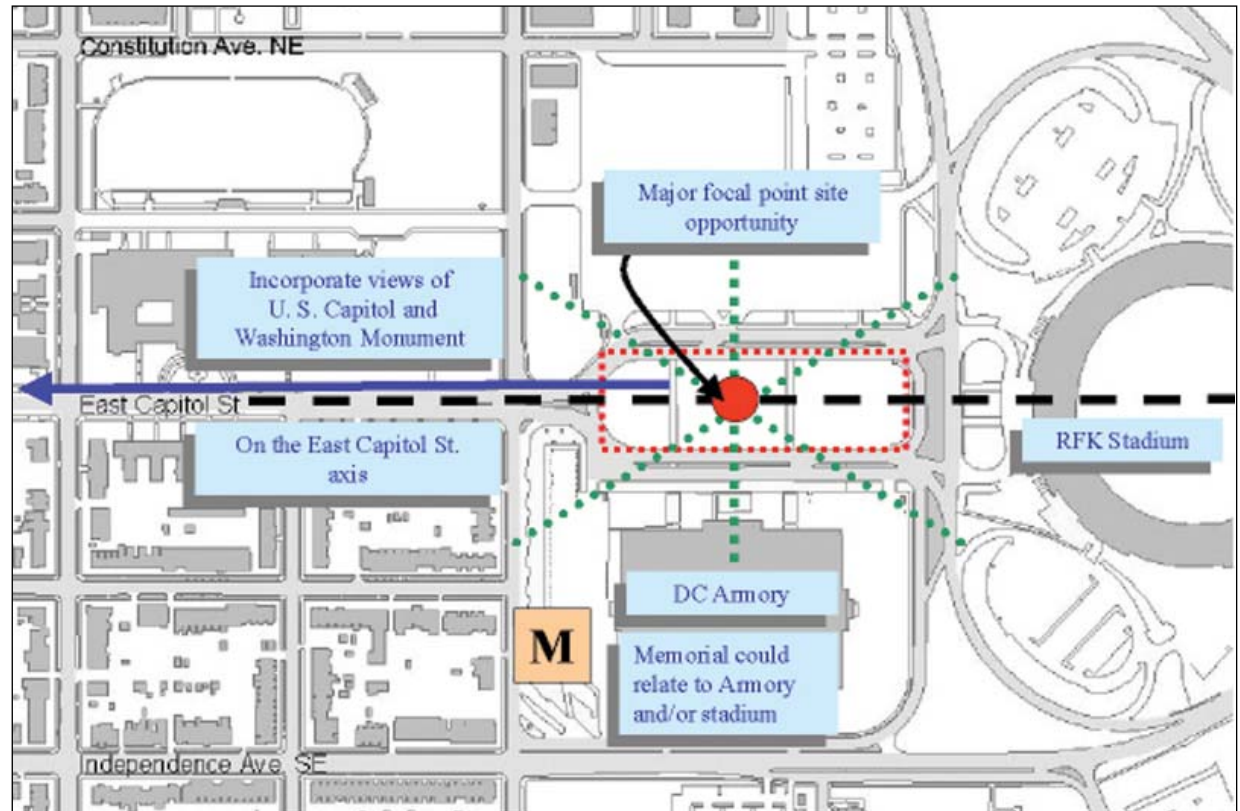 Constitution Ave. NE
Major focal point site
opportunity
Incorporate views of
U. S. Capitol and
Washington Monument
East Capitol St
On the East Capitol St.
axis
RFK Stadium
DC Armory
M
Memorial could
relate to Armory
and/or stadium
Independence Ave. SE